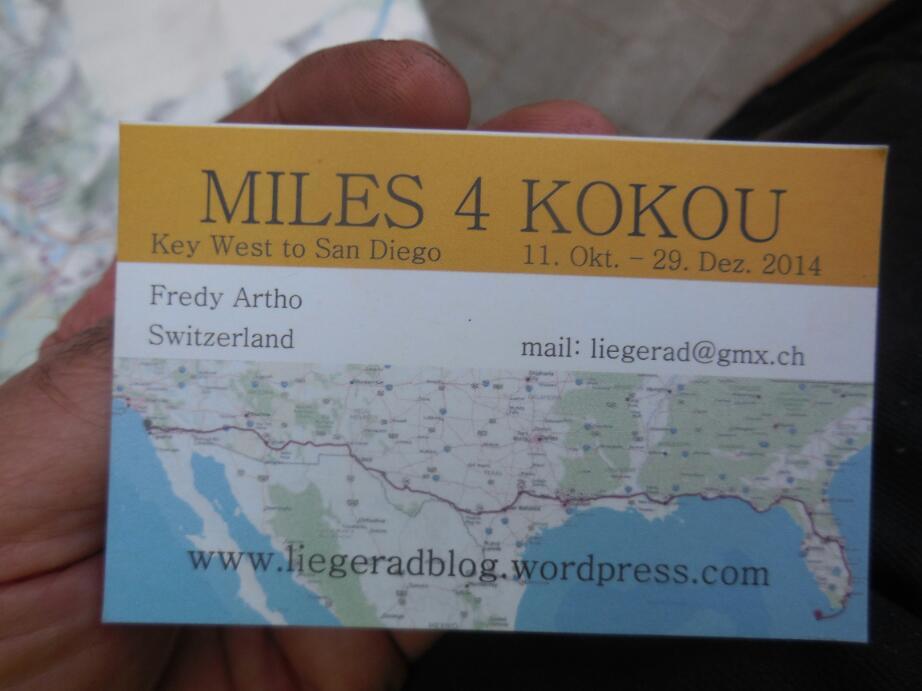 MILES 4 KOKOU
Key West to San Diego 11. Okt. - 29. Dez. 2014
Fredy Artho
Switzerland mail: liegerad@gmx.ch
www.liegeradblog.wordpress.com